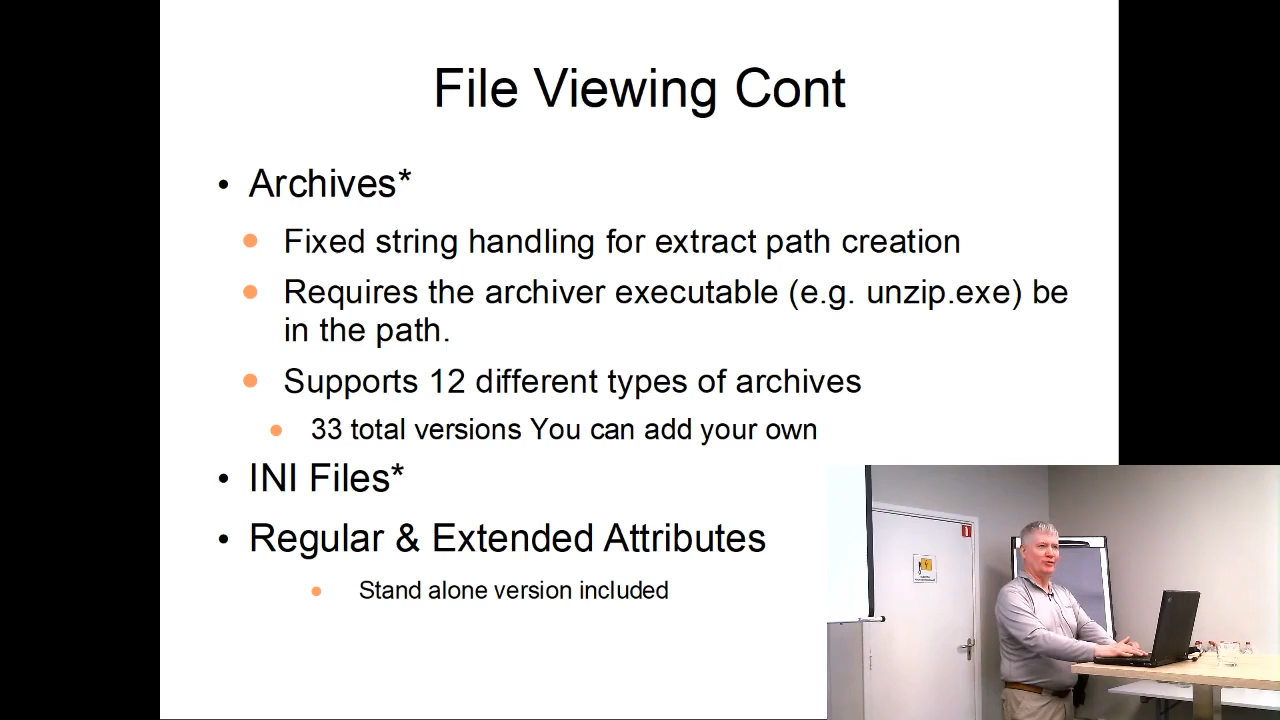 File Viewing Cont
• Archives*
Fixed string handling for extract path creation
Requires the archiver executable (e.g. unzip.exe) be
in the path.
Supports 12 different types of archives
33 total versions You can add your own
• INI Files*
• Regular & Extended Attributes
Stand alone version included